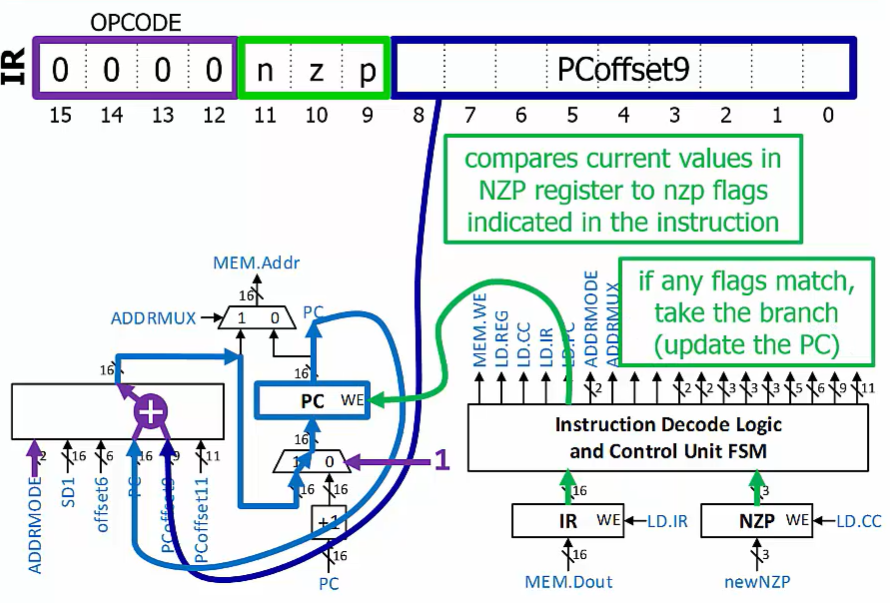 OPCODE
IR
0 0 0 0 n z p PCoffset9
15 14 13 12 11 10 9 8 7 6 5 4 3 2 1 0
compares current values in
NZP register to nzp flags
indicated in the instruction
if any flags match,
take the branch
(update the PC)
MEM.Addr
16
ADDRMUX
1 0
PC
16
16
PC WE
16
1 0
1
16
16
+1
16
PC
+
2
16
6
16
9
11
ADDRMODE
SD1
offset6
PC
PCoffset9
PCoffset11
MEM.WE
LD.REG
LD.CC
LD.IR
LD.PC
ADDRMODE
ADDRMUX
2 2 2 3 3 3 5 6 9 11
Instruction Decode Logic
and Control Unit FSM
16
3
IR WE
LD.IR
NZP WE
LD.CC
16
3
MEM.Dout
newNZP